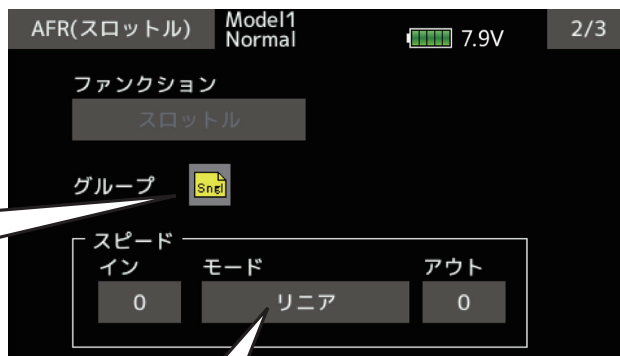 AFR(スロットル)
Model1
Normal
7.9V
2/3
ファンクション
スロットル
グループ
Sngl
スピード
イン
モード
アウト
0
リニア
0